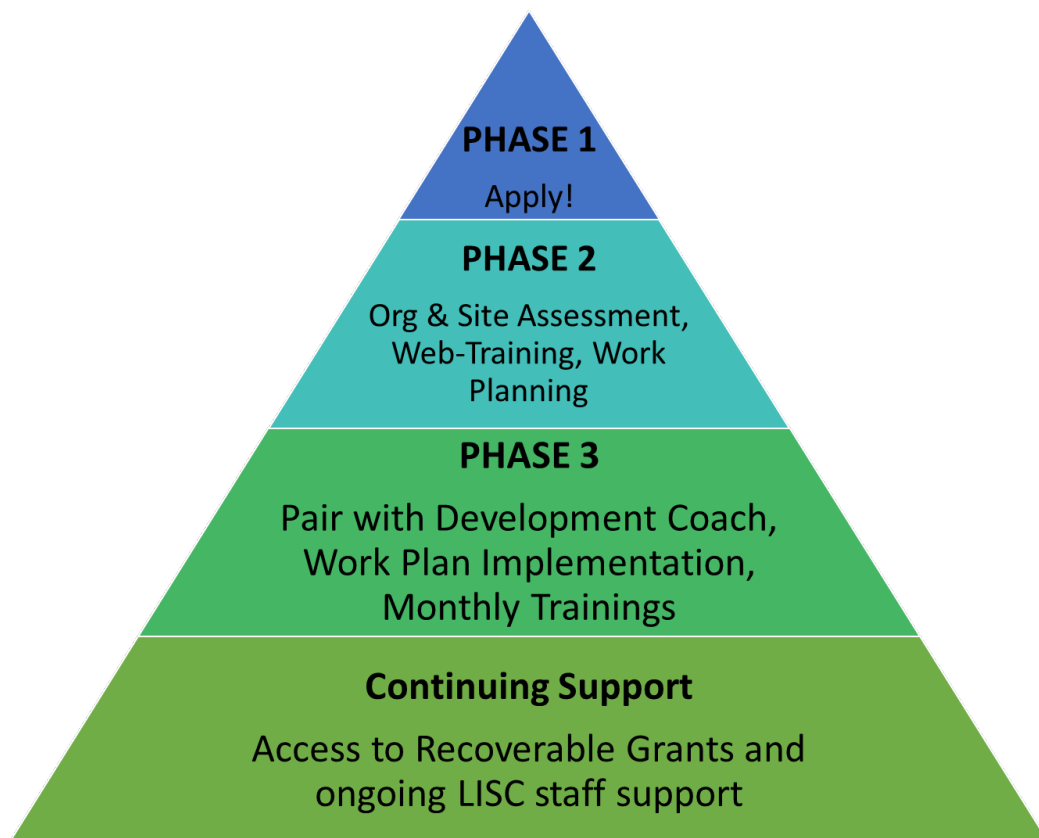 PHASE 1
Apply!
PHASE 2
Org & Site Assessment,
Web-Training, Work
Planning
PHASE 3
Pair with Development Coach,
Work Plan Implementation,
Monthly Trainings
Continuing Support
Access to Recoverable Grants and
ongoing LISC staff support